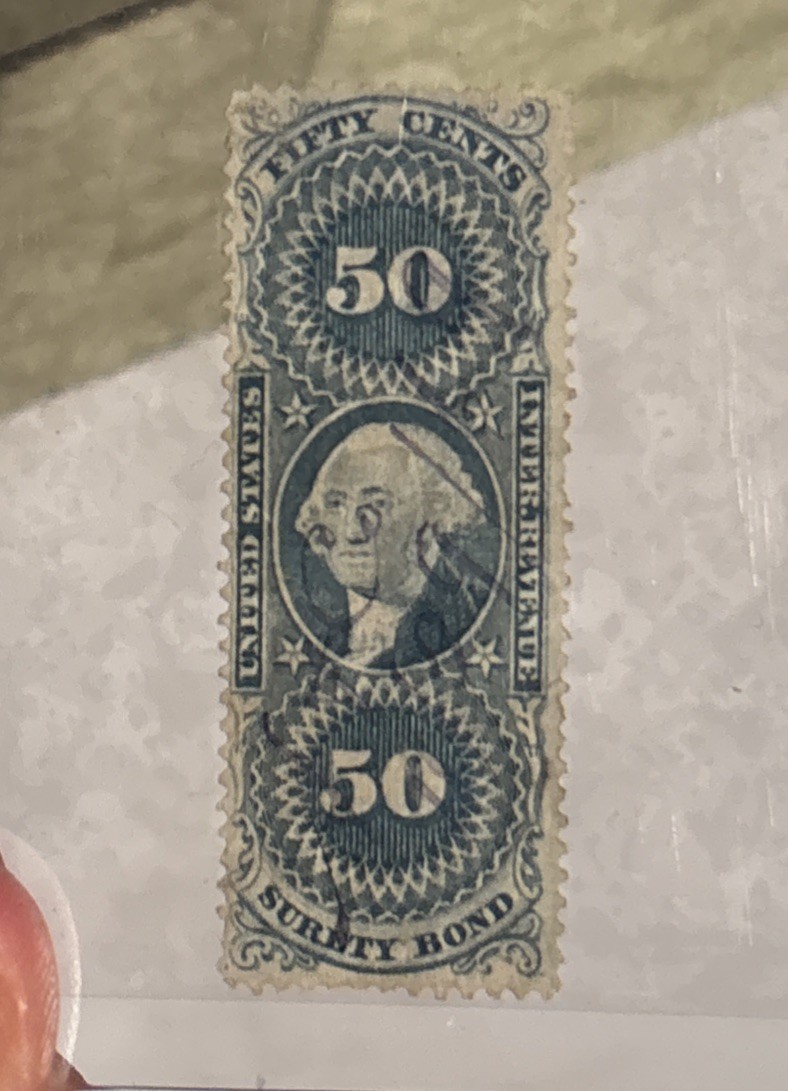 FIFTY CENTS
50
UNITED STATES
INTER.REVENUE
50
SURETY BOND